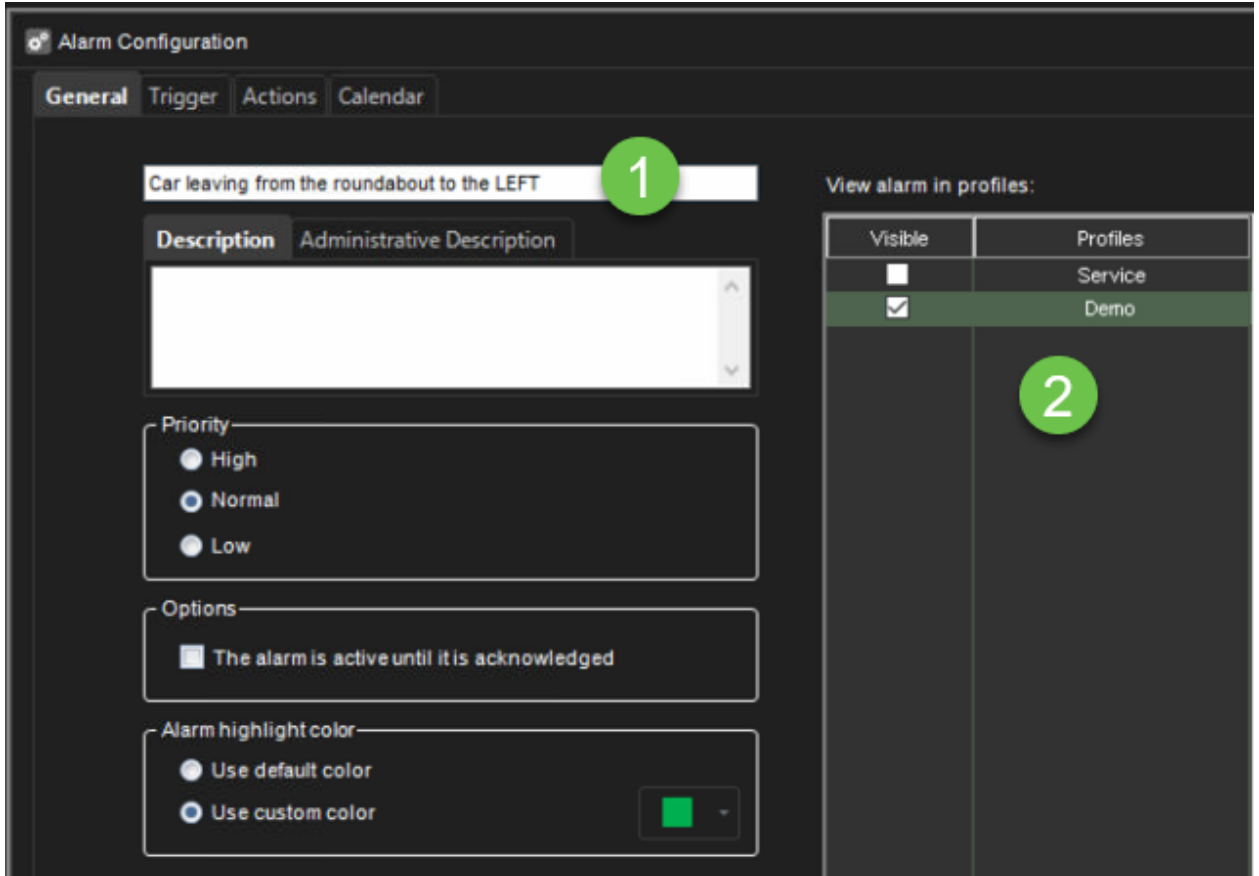 Alarm Configuration
General Trigger Actions Calendar
Car leaving from the roundabout to the LEFT
1
View alarm in profiles:
Description Administrative Description
Visible Profiles
Service
Demo
2
Priority
High
Normal
Low
Options
The alarm is active until it is acknowledged
Alarm highlight color
Use default color
Use custom color